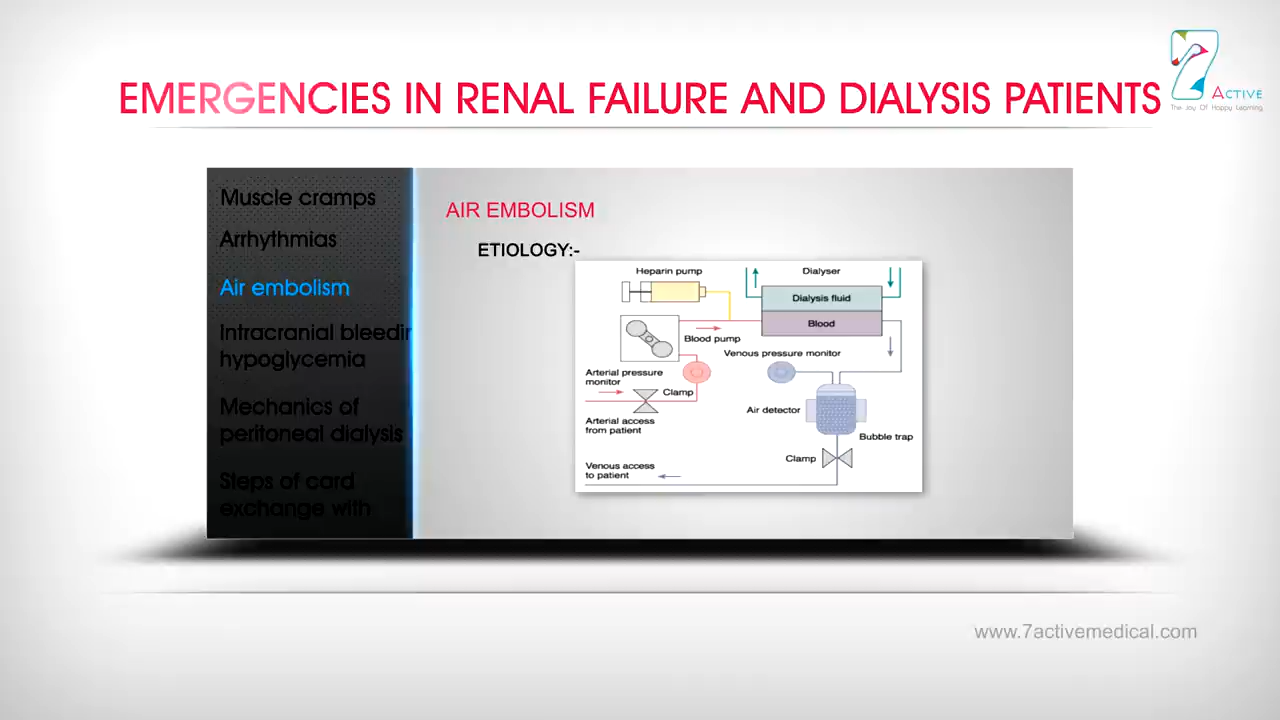 EMERGENCIES IN RENAL FAILURE AND DIALYSIS PATIENTS
7
ACTIVE
The Joy Of Happy Learning
Muscle cramps
Arrhythmias
Air embolism
Intracranial bleedin
hypoglycemia
Mechanics of
peritoneal dialysis
Steps of card
exchange with
AIR EMBOLISM
ETIOLOGY:-
Heparin pump
Dialyser
Dialysis fluid
Blood
Blood pump
Venous pressure monitor
Arterial pressure
monitor
Clamp
Air detector
Arterial access
from patient
Bubble trap
Clamp
Venous access
to patient
www.7activemedical.com